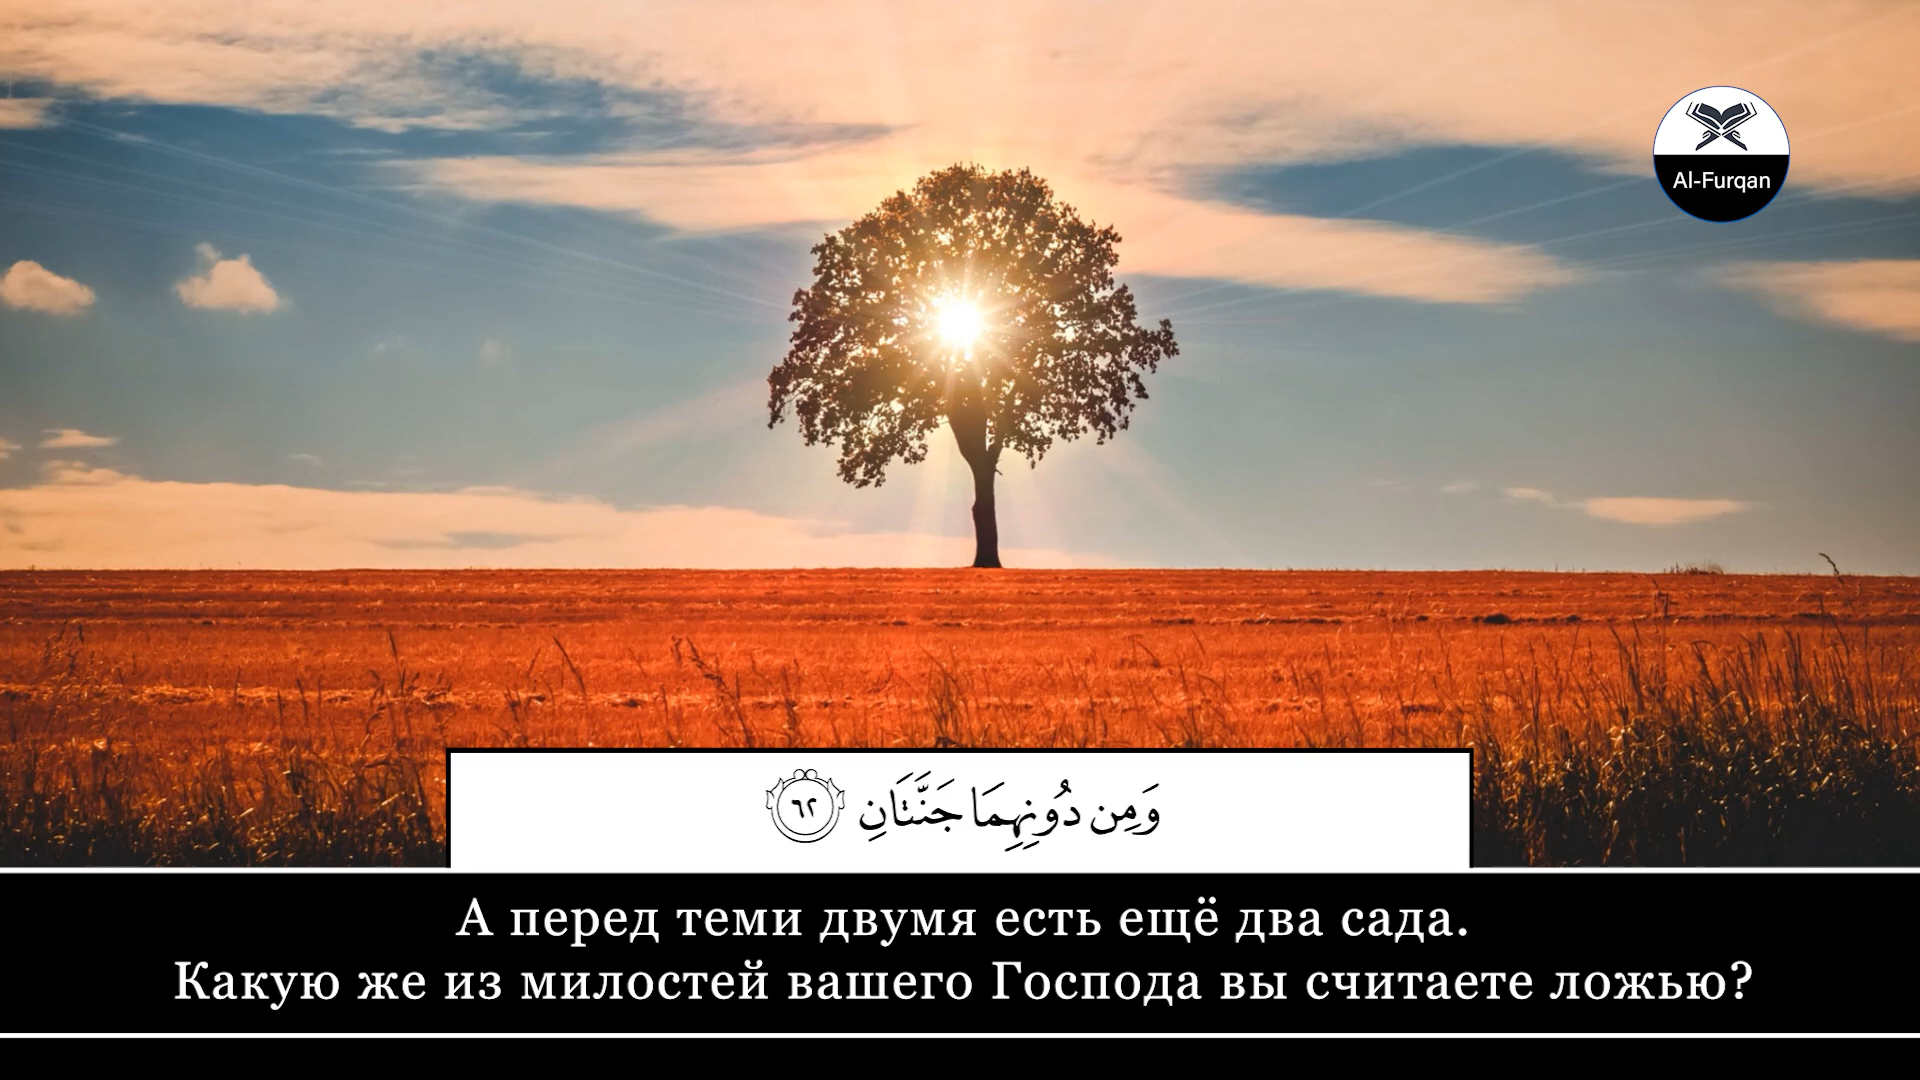 Al-Furqan
وَمِن دُونِهِمَا جَنَّتَانِ ٦٢
А перед теми двумя есть ещё два сада.
Какую же из милостей вашего Господа вы считаете ложью?